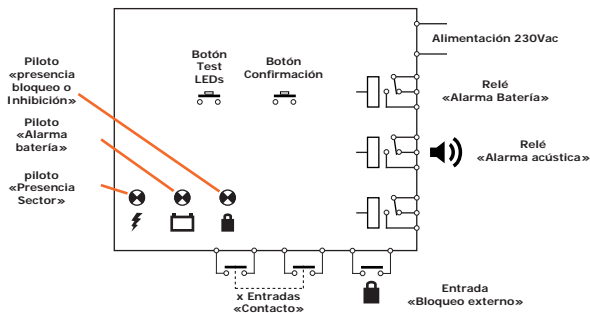 Piloto
«presencia
bloqueo o
Inhibición»
Piloto
«Alarma
batería»
piloto
«Presencia
Sector»
Botón
Test
LEDs
Botón
Confirmación
Alimentación 230Vac
Relé
«Alarma Batería»
Relé
«Alarma acústica»
x Entradas
«Contacto»
Entrada
«Bloqueo externo»